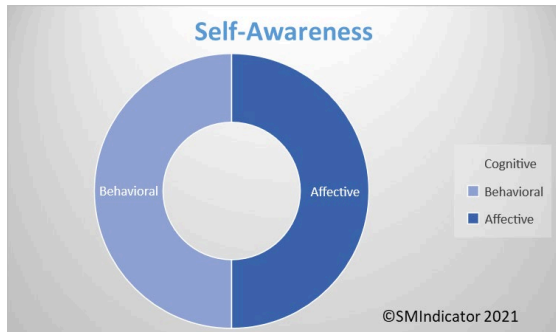 Self-Awareness
Behavioral
Affective
Cognitive
Behavioral
Affective
©SMIndicator 2021